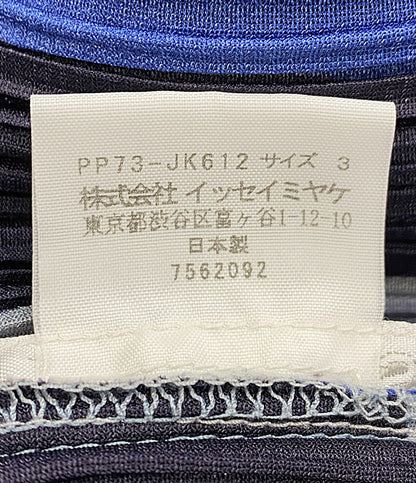 PP73-JK612 サイズ 3
株式会社 イッセイミヤケ
東京都渋谷区富ヶ谷1-12-10
日本製
7562092